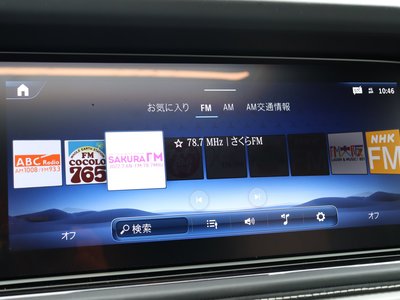 10:46
お気に入り FM AM AM交通情報
☆ 78.7 MHz | さくらFM
ABC Radio
AM1008/FM93.3
FM
COCOLO
765
SAKURA FM
NHK
FM
オフ
検索
オフ